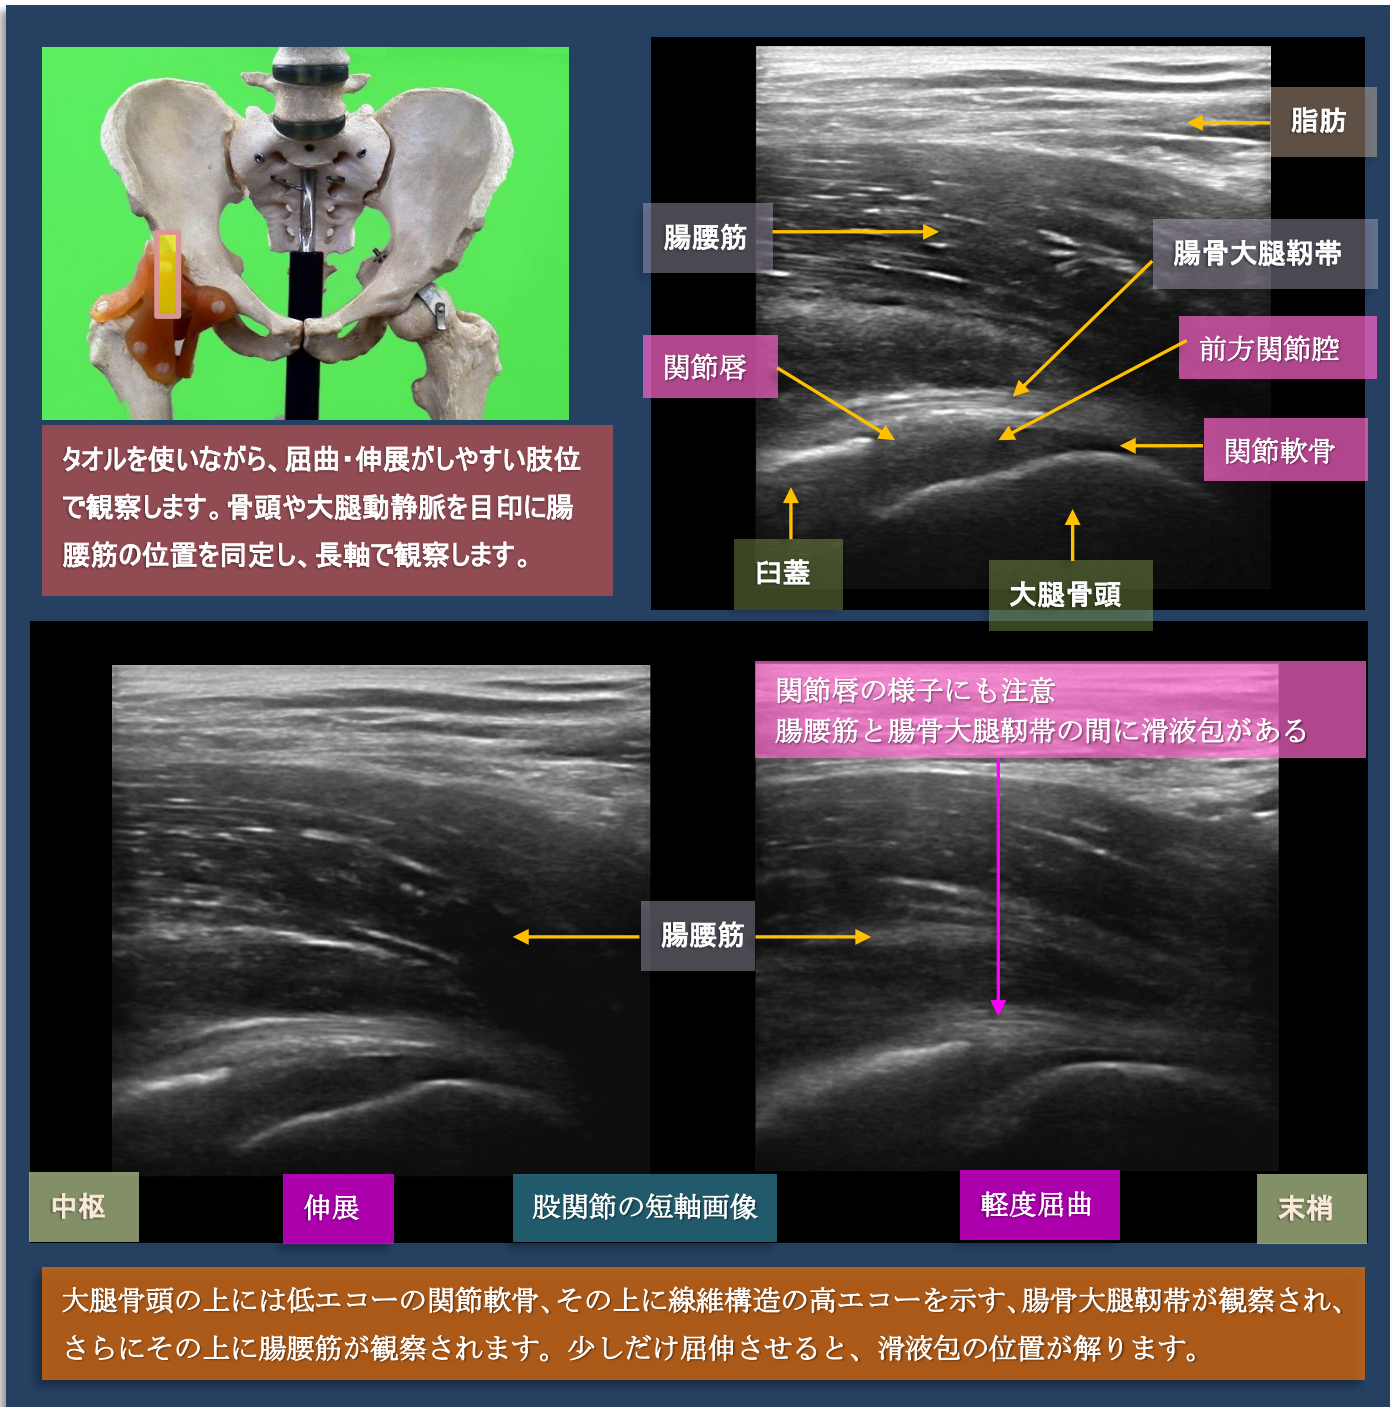 脂肪
腸腰筋
腸骨大腿靭帯
関節唇
前方関節腔
関節軟骨
臼蓋
大腿骨頭
タオルを使いながら、屈曲・伸展がしやすい肢位
で観察します。骨頭や大腿動静脈を目印に腸
腰筋の位置を同定し、長軸で観察します。
関節唇の様子にも注意
腸腰筋と腸骨大腿靭帯の間に滑液包がある
腸腰筋
中枢
伸展
股関節の短軸画像
軽度屈曲
末梢
大腿骨頭の上には低エコーの関節軟骨、その上に線維構造の高エコーを示す、腸骨大腿靭帯が観察され、
さらにその上に腸腰筋が観察されます。少しだけ屈伸させると、滑液包の位置が解ります。